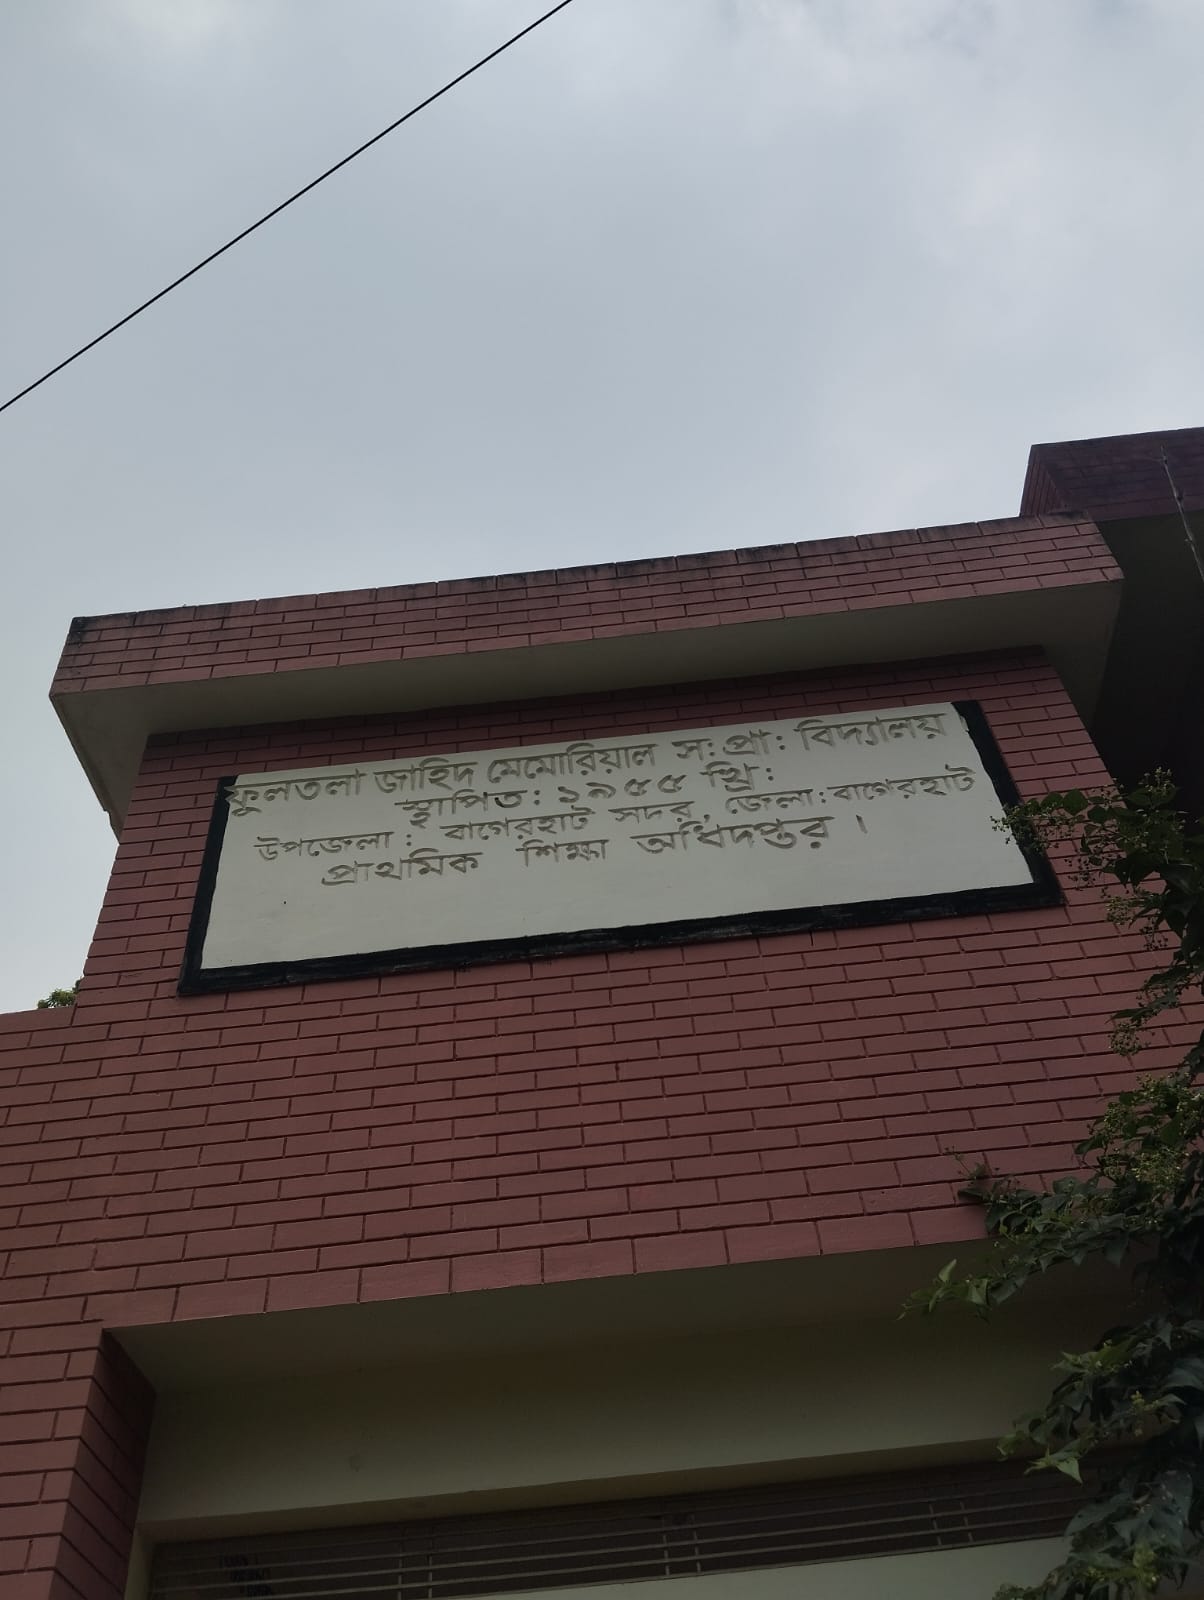 ফুলতলা জাহিদ মেমোরিয়াল স: প্রা: বিদ্যালয়
স্থাপিত: ১৯৫৫ খ্রি:
উপজেলা: বাগেরহাট সদর, জেলা: বাগেরহাট
প্রাথমিক শিক্ষা অধিদপ্তর।